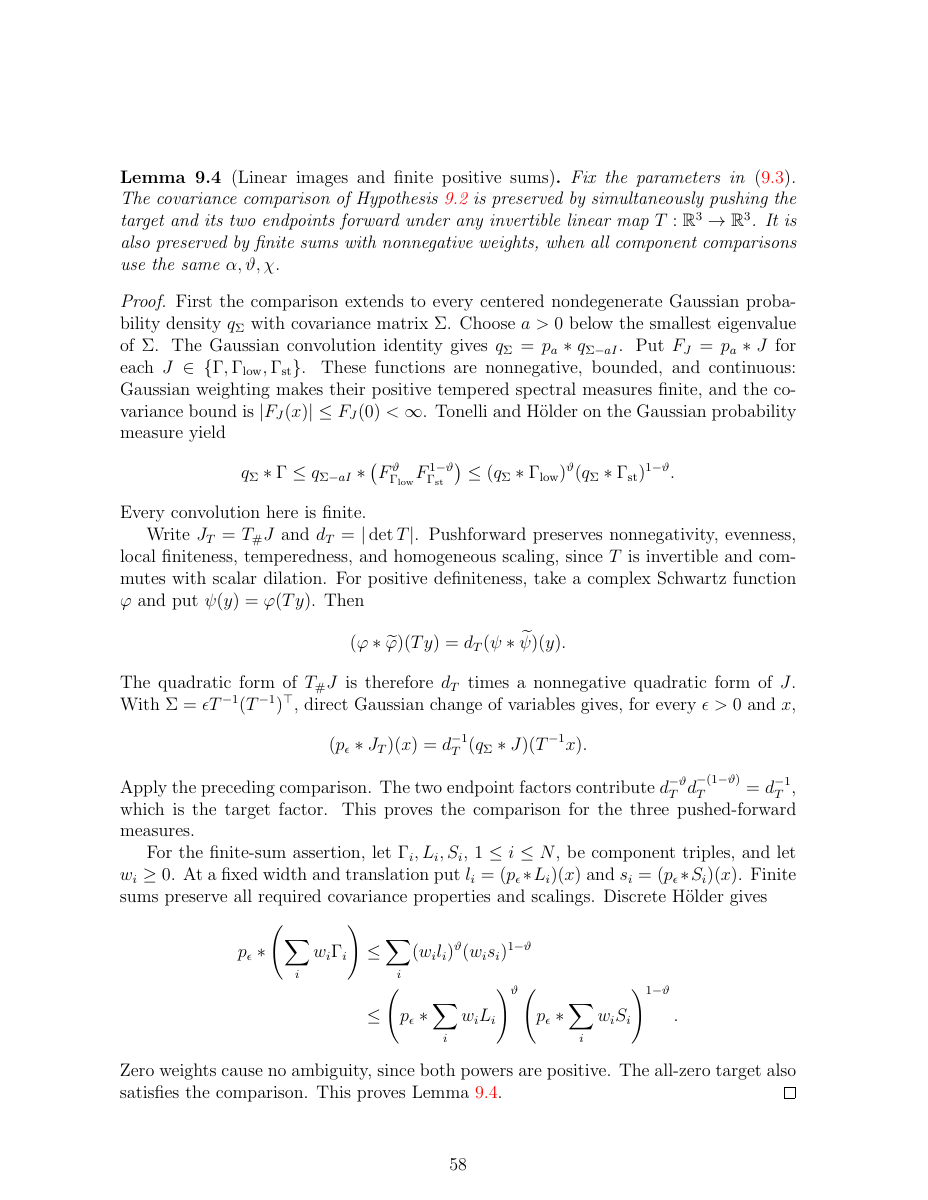 Lemma 9.4 (Linear images and finite positive sums). Fix the parameters in (9.3).
The covariance comparison of Hypothesis 9.2 is preserved by simultaneously pushing the
target and its two endpoints forward under any invertible linear map T : ℝ³ → ℝ³. It is
also preserved by finite sums with nonnegative weights, when all component comparisons
use the same α, ϑ, χ.
Proof. First the comparison extends to every centered nondegenerate Gaussian proba-
bility density q_Σ with covariance matrix Σ. Choose a > 0 below the smallest eigenvalue
of Σ. The Gaussian convolution identity gives q_Σ = p_a ∗ q_{Σ−aI}. Put F_J = p_a ∗ J for
each J ∈ {Γ, Γ_low, Γ_st}. These functions are nonnegative, bounded, and continuous:
Gaussian weighting makes their positive tempered spectral measures finite, and the co-
variance bound is |F_J(x)| ≤ F_J(0) < ∞. Tonelli and Hölder on the Gaussian probability
measure yield
q_Σ ∗ Γ ≤ q_{Σ−aI} ∗ (F_{Γ_low}^ϑ F_{Γ_st}^{1−ϑ}) ≤ (q_Σ ∗ Γ_low)^ϑ (q_Σ ∗ Γ_st)^{1−ϑ}.
Every convolution here is finite.
Write J_T = T_# J and d_T = | det T|. Pushforward preserves nonnegativity, evenness,
local finiteness, temperedness, and homogeneous scaling, since T is invertible and com-
mutes with scalar dilation. For positive definiteness, take a complex Schwartz function
φ and put ψ(y) = φ(Ty). Then
(φ ∗ φ̃)(Ty) = d_T(ψ ∗ ψ̃)(y).
The quadratic form of T_# J is therefore d_T times a nonnegative quadratic form of J.
With Σ = ϵT^{−1}(T^{−1})^⊤, direct Gaussian change of variables gives, for every ϵ > 0 and x,
(p_ϵ ∗ J_T)(x) = d_T^{−1}(q_Σ ∗ J)(T^{−1}x).
Apply the preceding comparison. The two endpoint factors contribute d_T^{−ϑ} d_T^{−(1−ϑ)} = d_T^{−1},
which is the target factor. This proves the comparison for the three pushed-forward
measures.
For the finite-sum assertion, let Γ_i, L_i, S_i, 1 ≤ i ≤ N, be component triples, and let
w_i ≥ 0. At a fixed width and translation put l_i = (p_ϵ ∗ L_i)(x) and s_i = (p_ϵ ∗ S_i)(x). Finite
sums preserve all required covariance properties and scalings. Discrete Hölder gives
p_ϵ ∗ (∑_i w_iΓ_i) ≤ ∑_i (w_i l_i)^ϑ (w_i s_i)^{1−ϑ}
≤ (p_ϵ ∗ ∑_i w_i L_i)^ϑ (p_ϵ ∗ ∑_i w_i S_i)^{1−ϑ}.
Zero weights cause no ambiguity, since both powers are positive. The all-zero target also
satisfies the comparison. This proves Lemma 9.4. □
58